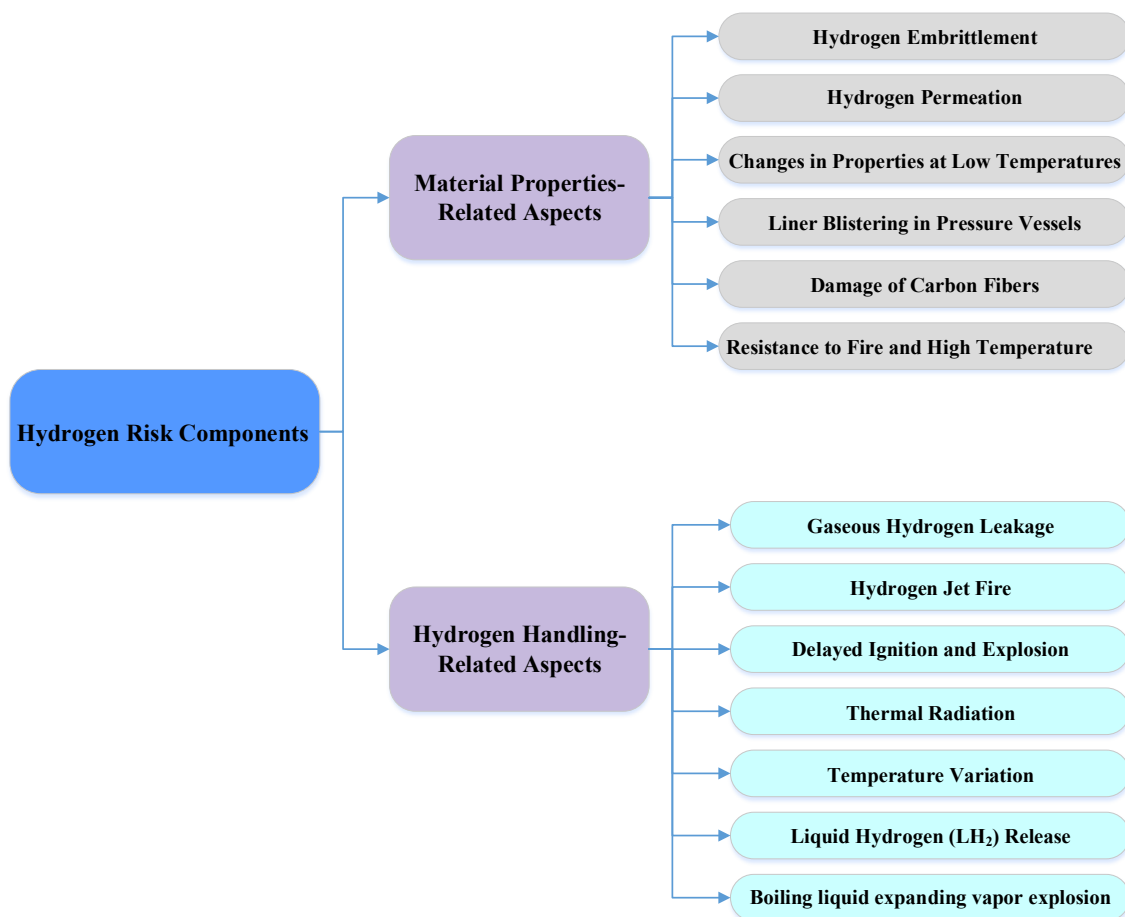 Hydrogen Risk Components
Material Properties-
Related Aspects
Hydrogen Embrittlement
Hydrogen Permeation
Changes in Properties at Low Temperatures
Liner Blistering in Pressure Vessels
Damage of Carbon Fibers
Resistance to Fire and High Temperature
Hydrogen Handling-
Related Aspects
Gaseous Hydrogen Leakage
Hydrogen Jet Fire
Delayed Ignition and Explosion
Thermal Radiation
Temperature Variation
Liquid Hydrogen (LH₂) Release
Boiling liquid expanding vapor explosion